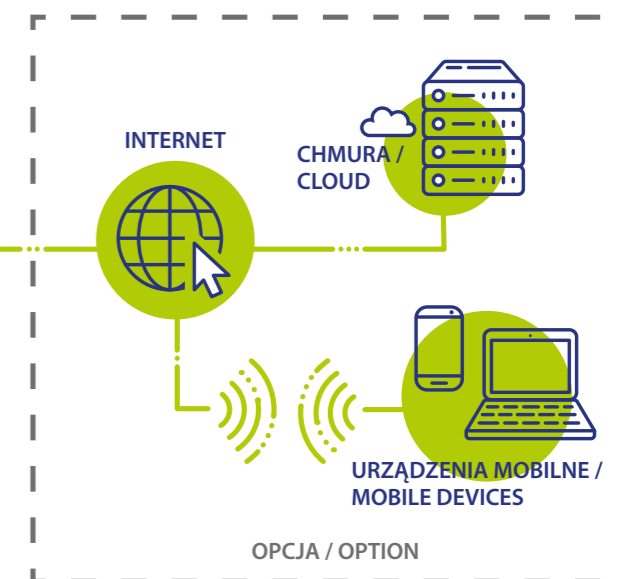 INTERNET
CHMURA /
CLOUD
URZĄDZENIA MOBILNE /
MOBILE DEVICES
OPCJA / OPTION